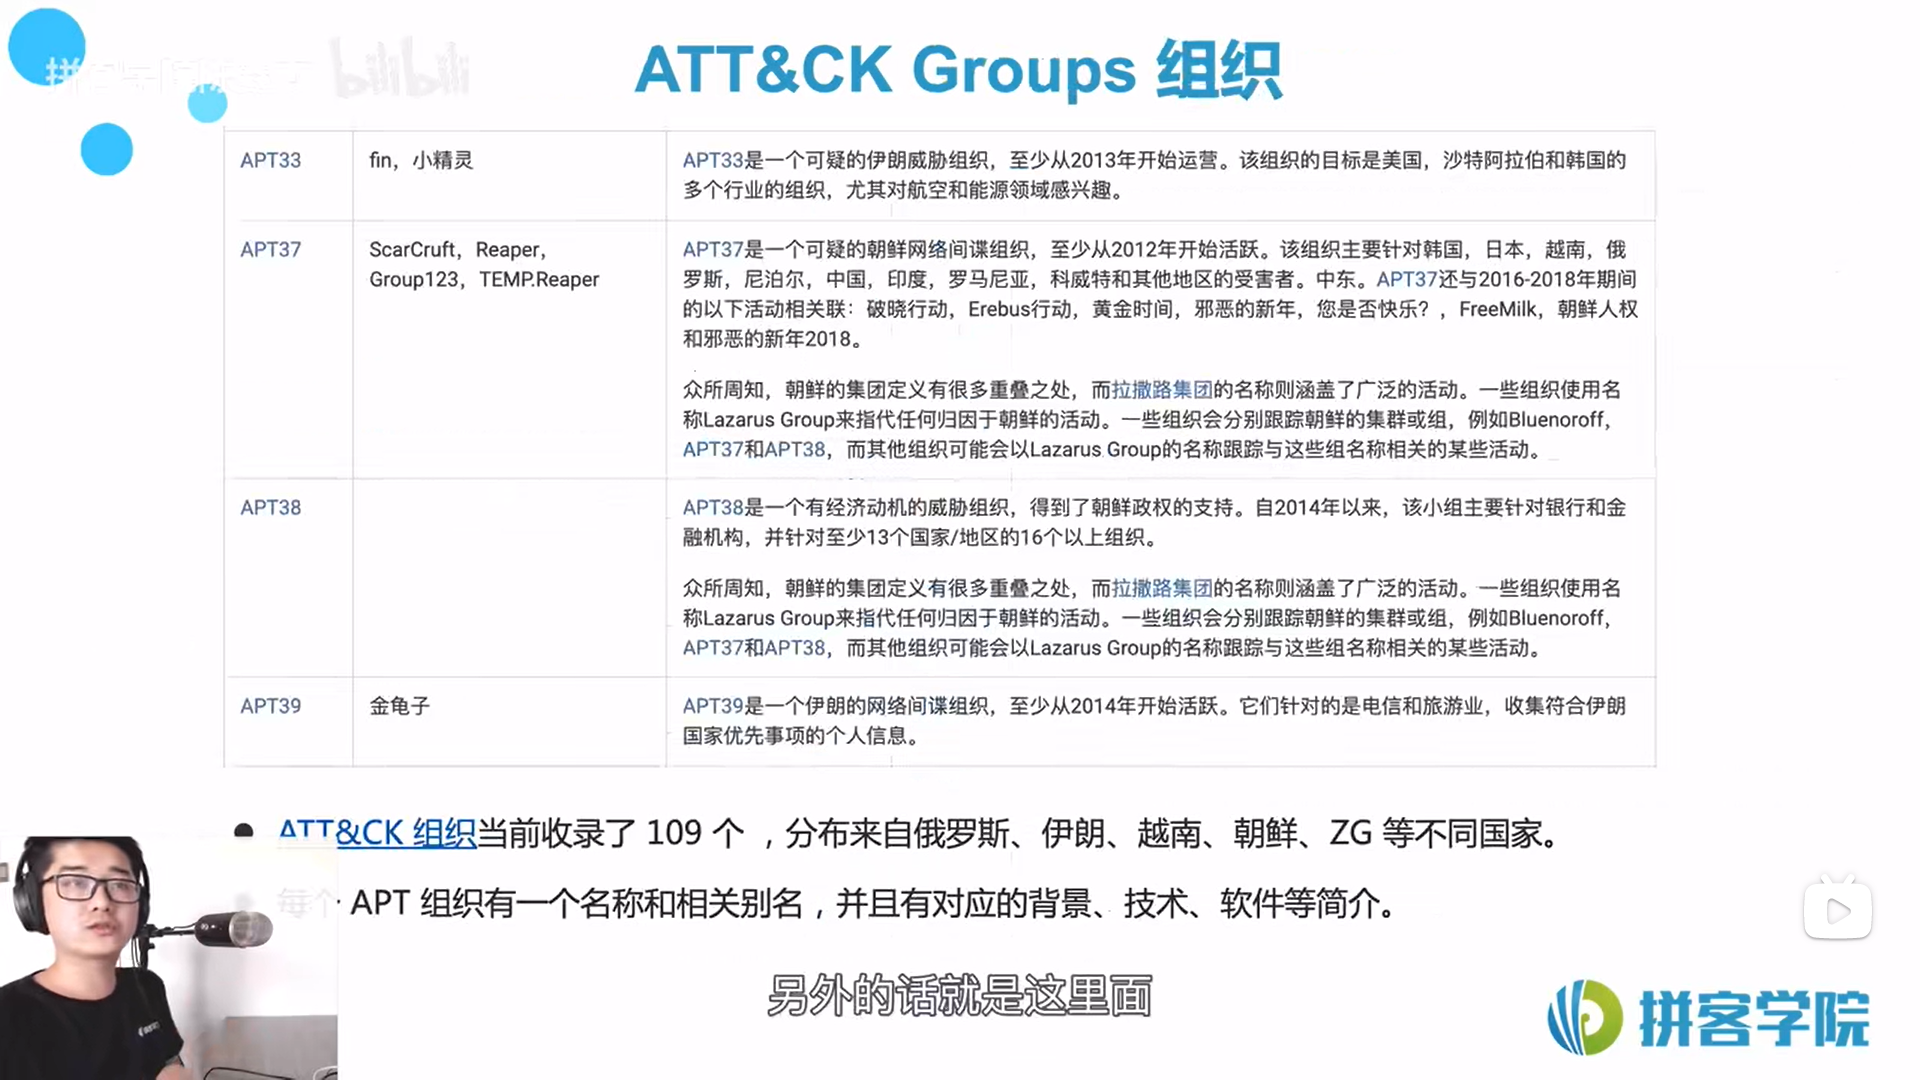 bilibili
ATT&CK Groups 组织
APT33
fin，小精灵
APT33是一个可疑的伊朗威胁组织，至少从2013年开始运营。该组织的目标是美国，沙特阿拉伯和韩国的
多个行业的组织，尤其对航空和能源领域感兴趣。
APT37
ScarCruft，Reaper，
Group123，TEMP.Reaper
APT37是一个可疑的朝鲜网络间谍组织，至少从2012年开始活跃。该组织主要针对韩国，日本，越南，俄
罗斯，尼泊尔，中国，印度，罗马尼亚，科威特和其他地区的受害者。中东。APT37还与2016-2018年期间
的以下活动相关联：破晓行动，Erebus行动，黄金时间，邪恶的新年，您是否快乐？，FreeMilk，朝鲜人权
和邪恶的新年2018。
众所周知，朝鲜的集团定义有很多重叠之处，而拉撒路集团的名称则涵盖了广泛的活动。一些组织使用名
称Lazarus Group来指代任何归因于朝鲜的活动。一些组织会分别跟踪朝鲜的集群或组，例如Bluenoroff，
APT37和APT38，而其他组织可能会以Lazarus Group的名称跟踪与这些组名称相关的某些活动。
APT38
APT38是一个有经济动机的威胁组织，得到了朝鲜政权的支持。自2014年以来，该小组主要针对银行和金
融机构，并针对至少13个国家/地区的16个以上组织。
众所周知，朝鲜的集团定义有很多重叠之处，而拉撒路集团的名称则涵盖了广泛的活动。一些组织使用名
称Lazarus Group来指代任何归因于朝鲜的活动。一些组织会分别跟踪朝鲜的集群或组，例如Bluenoroff，
APT37和APT38，而其他组织可能会以Lazarus Group的名称跟踪与这些组名称相关的某些活动。
APT39
金龟子
APT39是一个伊朗的网络间谍组织，至少从2014年开始活跃。它们针对的是电信和旅游业，收集符合伊朗
国家优先事项的个人信息。
ATT&CK 组织当前收录了 109 个 ，分布来自俄罗斯、伊朗、越南、朝鲜、ZG 等不同国家。
每个 APT 组织有一个名称和相关别名，并且有对应的背景、技术、软件等简介。
另外的话就是这里面
拼客学院